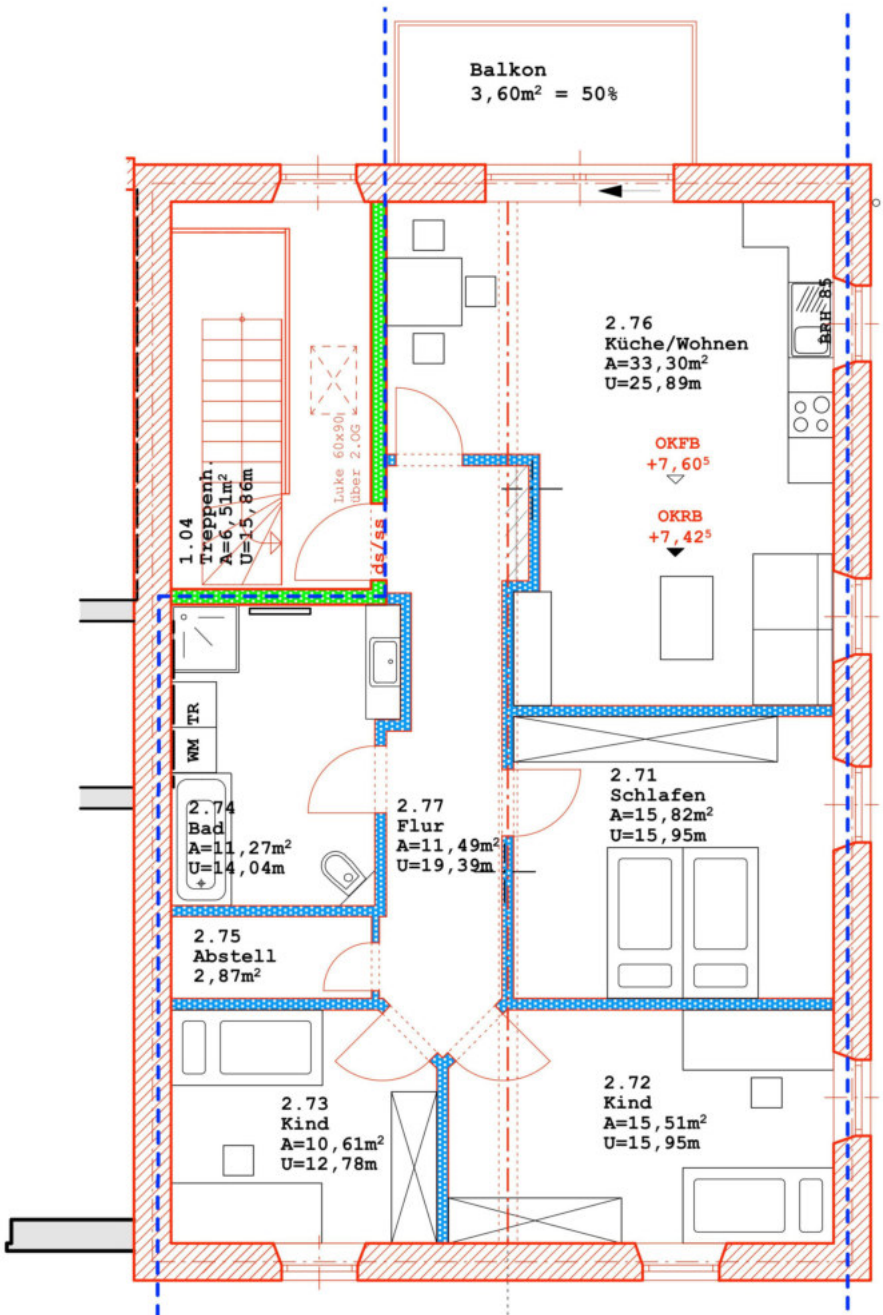 Balkon
3,60m² = 50%
2.76
Küche/Wohnen
A=33,30m²
U=25,89m
BRH 85
OKFB
+7,60⁵
OKRB
+7,42⁵
Luke 60x90
über 2.OG
1.04
Treppenh.
A=6,51m²
U=15,86m
ds/ss
TR
WM
2.74
Bad
A=11,27m²
U=14,04m
2.77
Flur
A=11,49m²
U=19,39m
2.71
Schlafen
A=15,82m²
U=15,95m
2.75
Abstell
2,87m²
2.73
Kind
A=10,61m²
U=12,78m
2.72
Kind
A=15,51m²
U=15,95m